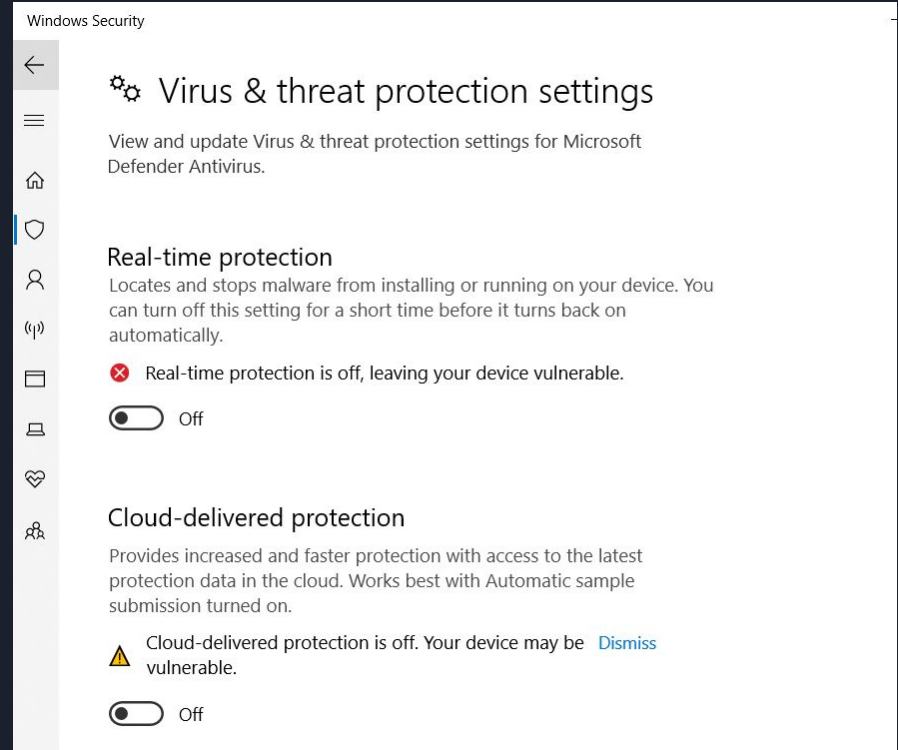 Windows Security
Virus & threat protection settings
View and update Virus & threat protection settings for Microsoft
Defender Antivirus.
Real-time protection
Locates and stops malware from installing or running on your device. You
can turn off this setting for a short time before it turns back on
automatically.
Real-time protection is off, leaving your device vulnerable.
Off
Cloud-delivered protection
Provides increased and faster protection with access to the latest
protection data in the cloud. Works best with Automatic sample
submission turned on.
Cloud-delivered protection is off. Your device may be Dismiss
vulnerable.
Off